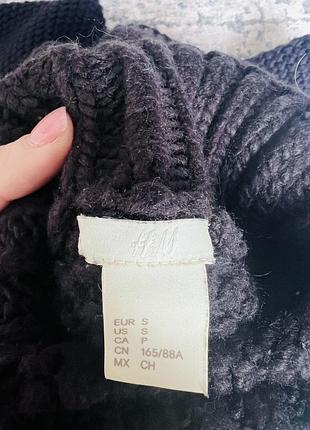 H&M
EUR S
US S
CA P
CN 165/88A
MX CH